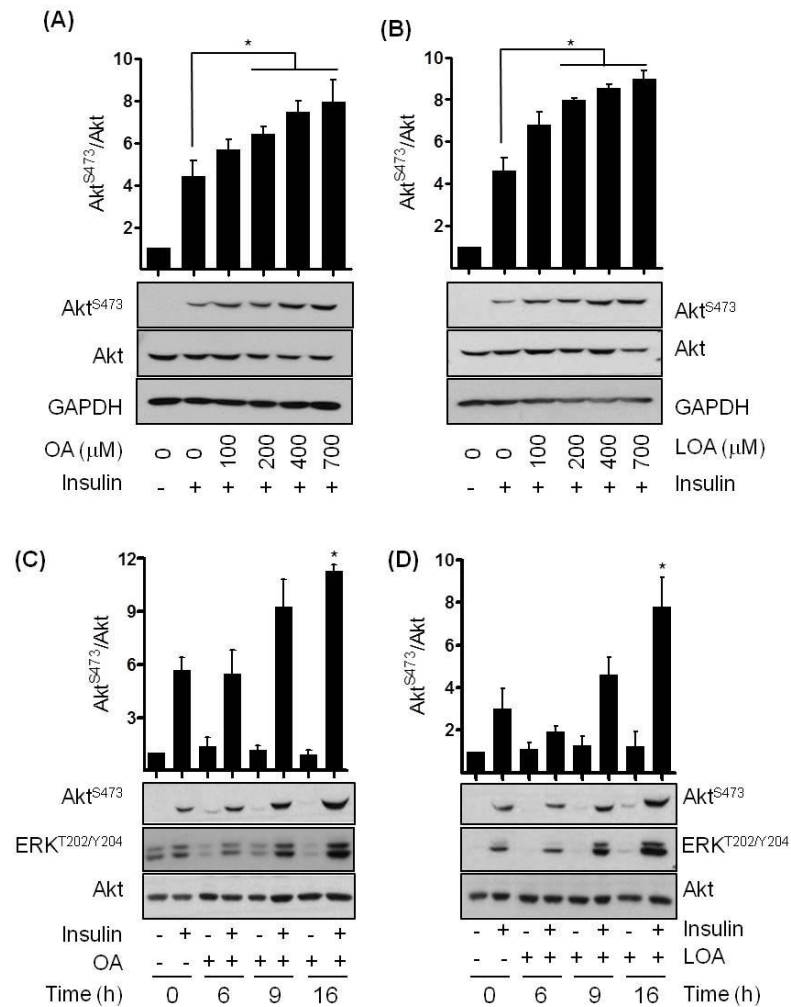 (A)
*
10
8
6
4
2
Akt^S473/Akt
Akt^S473
Akt
GAPDH
OA (μM) 0 0 100 200 400 700
Insulin - + + + + +
(B)
*
10
8
6
4
2
Akt^S473/Akt
Akt^S473
Akt
GAPDH
0 0 100 200 400 700 LOA (μM)
- + + + + + Insulin
(C)
*
12
9
6
3
Akt^S473/Akt
Akt^S473
ERK^T202/Y204
Akt
Insulin - + - + - + - +
OA - - + + + + + +
Time (h) 0 6 9 16
(D)
*
10
8
6
4
2
Akt^S473/Akt
Akt^S473
ERK^T202/Y204
Akt
- + - + - + - + Insulin
- - + + + + + + LOA
0 6 9 16 Time (h)